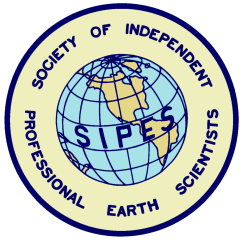 SOCIETY OF INDEPENDENT
PROFESSIONAL EARTH SCIENTISTS
SIPES